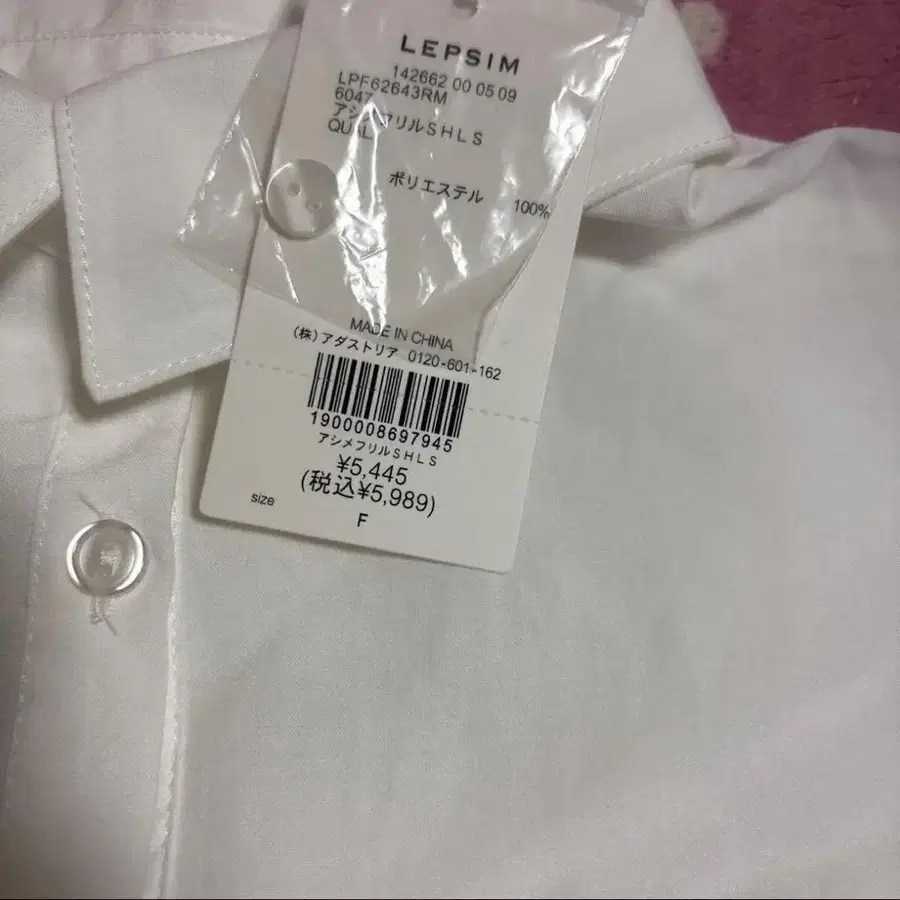 LEPSIM
142662 00 05 09
LPF62643RM
6047
アシメフリルSHLS
QUAL
ポリエステル 100%
MADE IN CHINA
(株)アダストリア 0120-601-162
1900008697945
アシメフリルSHLS
¥5,445
(税込¥5,989)
size
F